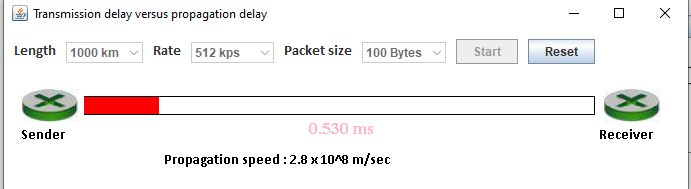 Transmission delay versus propagation delay
Length 1000 km Rate 512 kps Packet size 100 Bytes Start Reset
0.530 ms
Sender Receiver
Propagation speed : 2.8 x 10^8 m/sec